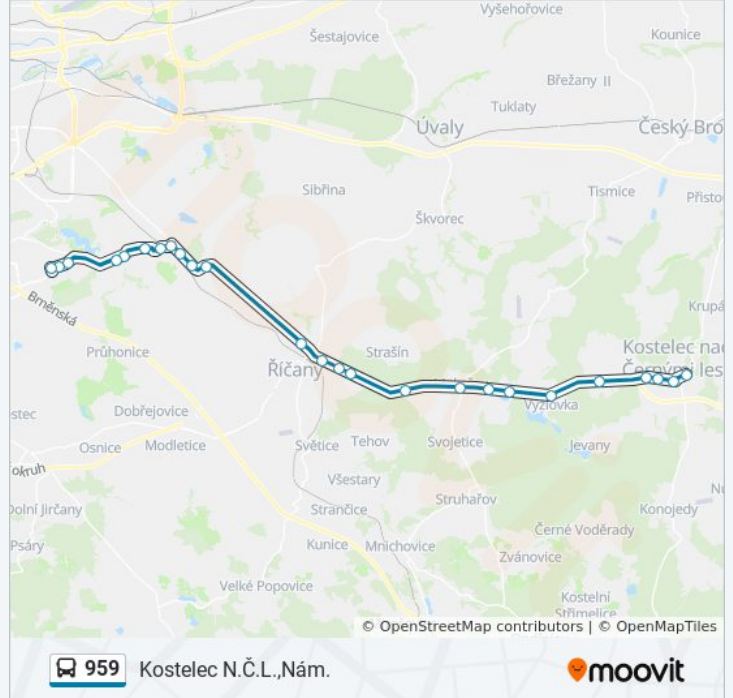 Vyšehořovice
Šestajovice
Kounice
Břežany II
Tuklaty
Úvaly
Český Bro
Sibřina
Tismice
Přisto
Škvorec
Brněnská
Krupá
Průhonice
Strašín
Kostelec nad
Říčany
Černými les
Vyžlovka
stec
Dobřejovice
Osnice
Modletice
Světice
Tehov
Svojetice
Jevany
okruh
Všestary
Struhařov
Dolní Jirčany
Strančice
Konojedy
Psáry
Kunice
Mnichovice
Černé Voděrady
Zvánovice
Velké Popovice
Kostelní
Střimelice
© OpenStreetMap contributors | © OpenMapTiles
959 Kostelec N.Č.L.,Nám.
moovit